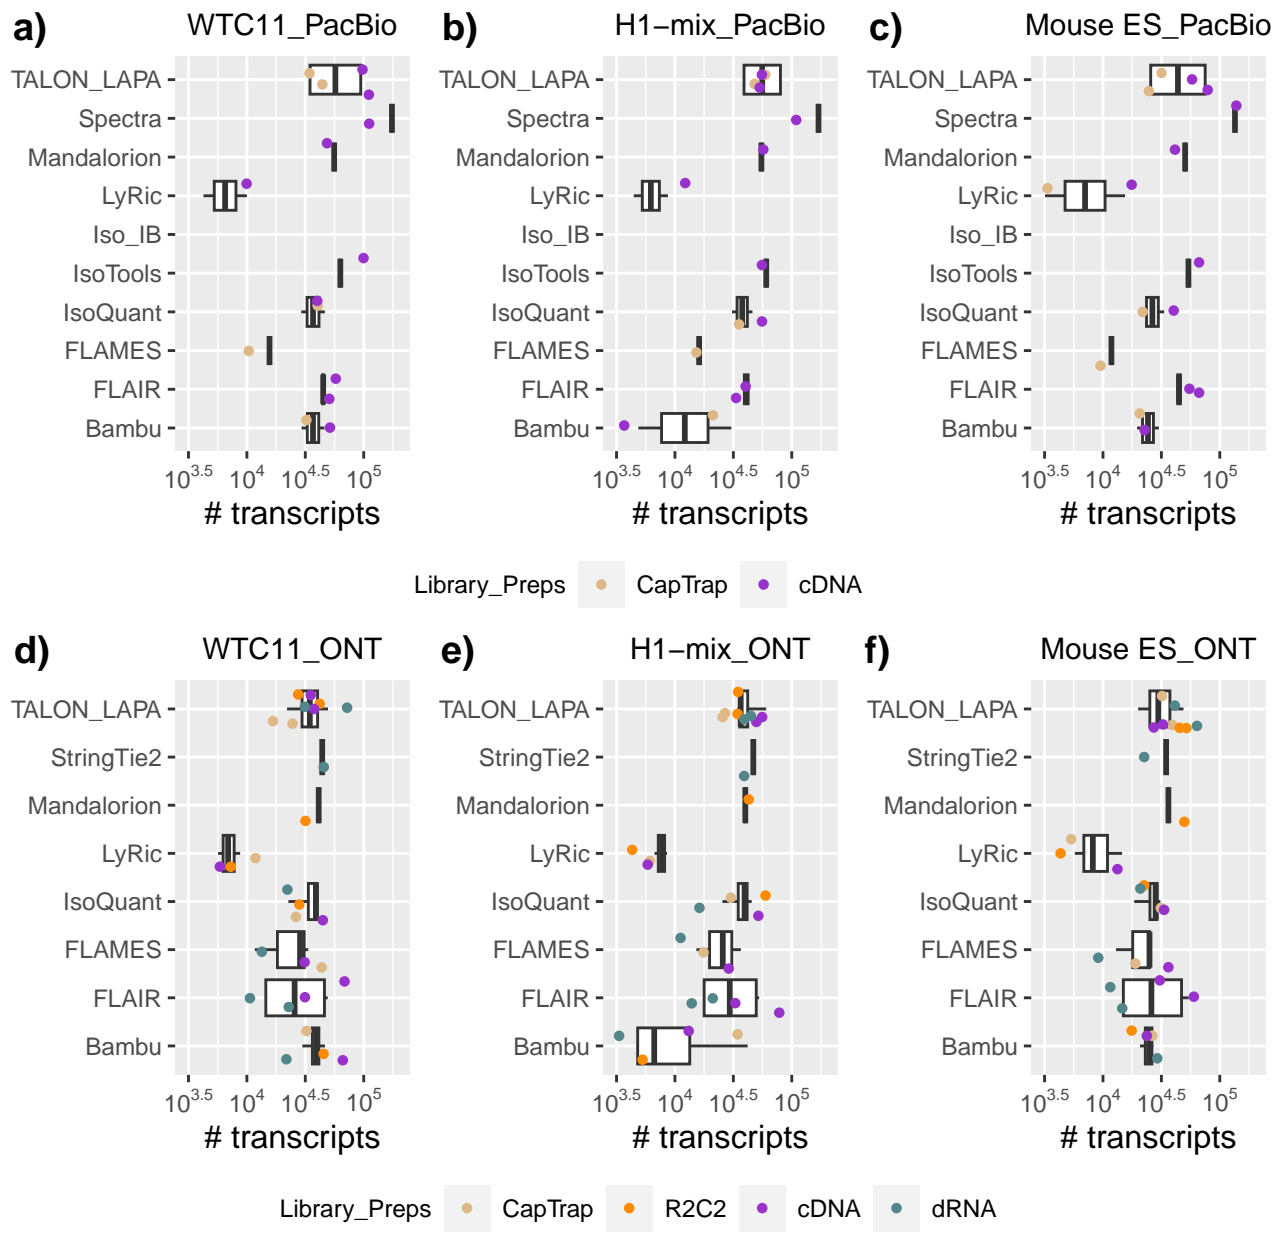 a) WTC11_PacBio
TALON_LAPA
Spectra
Mandalorion
LyRic
Iso_IB
IsoTools
IsoQuant
FLAMES
FLAIR
Bambu
10^3.5 10^4 10^4.5 10^5
# transcripts
b) H1−mix_PacBio
TALON_LAPA
Spectra
Mandalorion
LyRic
Iso_IB
IsoTools
IsoQuant
FLAMES
FLAIR
Bambu
10^3.5 10^4 10^4.5 10^5
# transcripts
c) Mouse ES_PacBio
TALON_LAPA
Spectra
Mandalorion
LyRic
Iso_IB
IsoTools
IsoQuant
FLAMES
FLAIR
Bambu
10^3.5 10^4 10^4.5 10^5
# transcripts
Library_Preps CapTrap cDNA
d) WTC11_ONT
TALON_LAPA
StringTie2
Mandalorion
LyRic
IsoQuant
FLAMES
FLAIR
Bambu
10^3.5 10^4 10^4.5 10^5
# transcripts
e) H1−mix_ONT
TALON_LAPA
StringTie2
Mandalorion
LyRic
IsoQuant
FLAMES
FLAIR
Bambu
10^3.5 10^4 10^4.5 10^5
# transcripts
f) Mouse ES_ONT
TALON_LAPA
StringTie2
Mandalorion
LyRic
IsoQuant
FLAMES
FLAIR
Bambu
10^3.5 10^4 10^4.5 10^5
# transcripts
Library_Preps CapTrap R2C2 cDNA dRNA